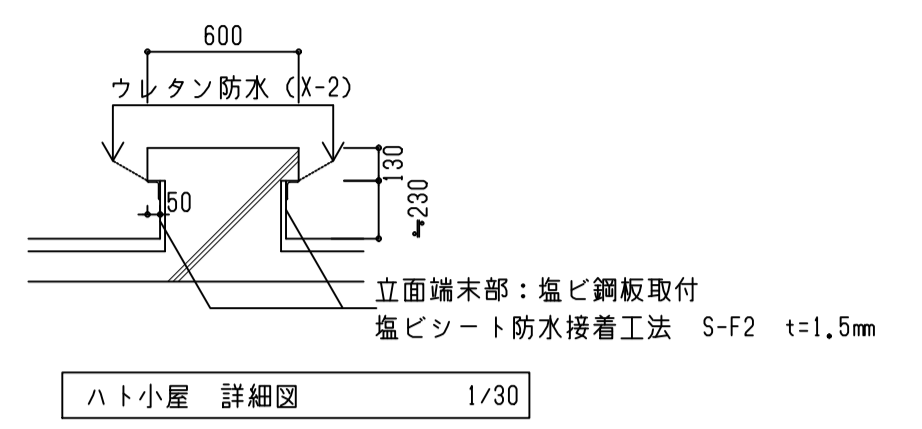 600
ウレタン防水（X-2）
130
50
≒230
立面端末部：塩ビ鋼板取付
塩ビシート防水接着工法　S-F2　t=1.5mm
ハト小屋　詳細図　1/30